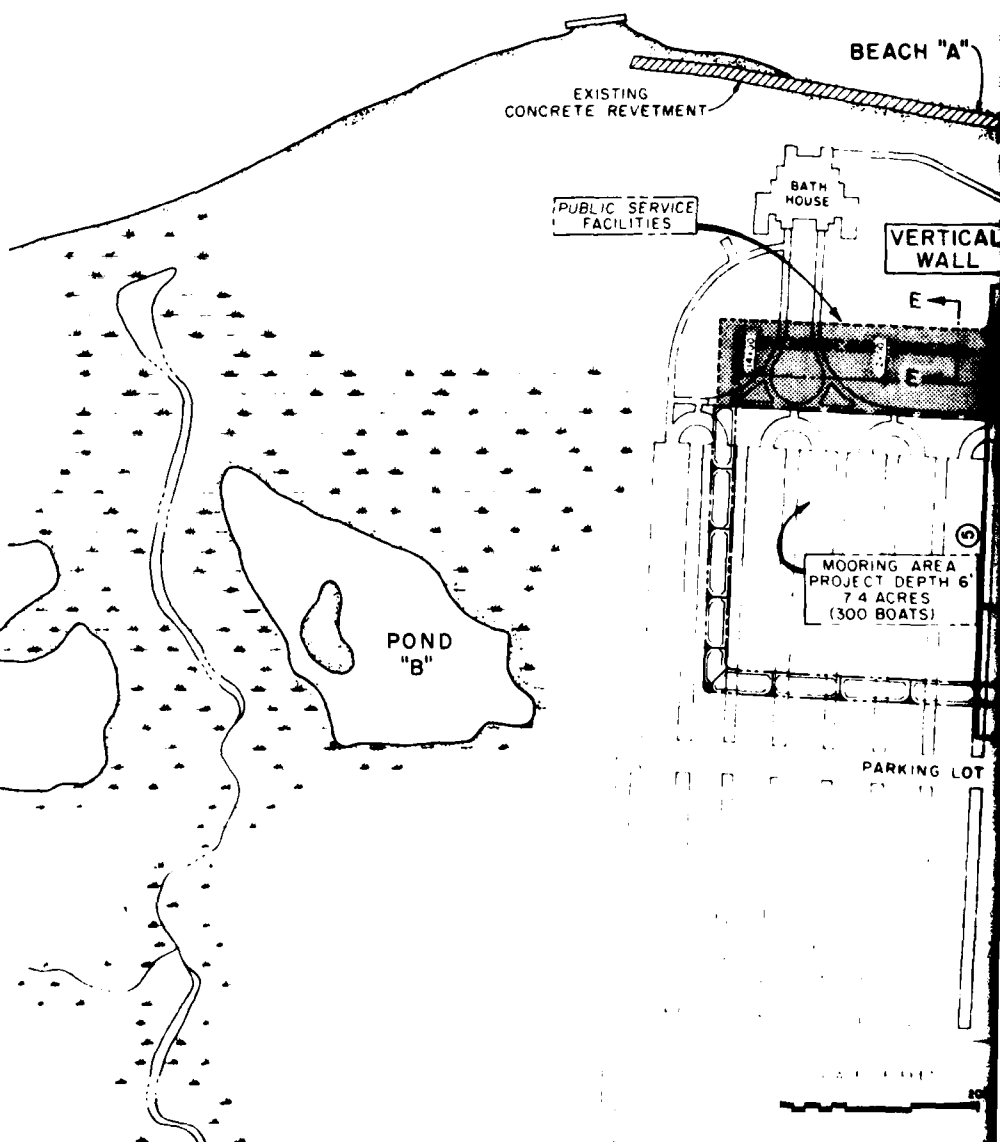 BEACH "A"
EXISTING
CONCRETE REVETMENT
BATH
HOUSE
PUBLIC SERVICE
FACILITIES
VERTICAL
WALL
E
E
5
MOORING AREA
PROJECT DEPTH 6'
7.4 ACRES
(300 BOATS)
POND
"B"
PARKING LOT